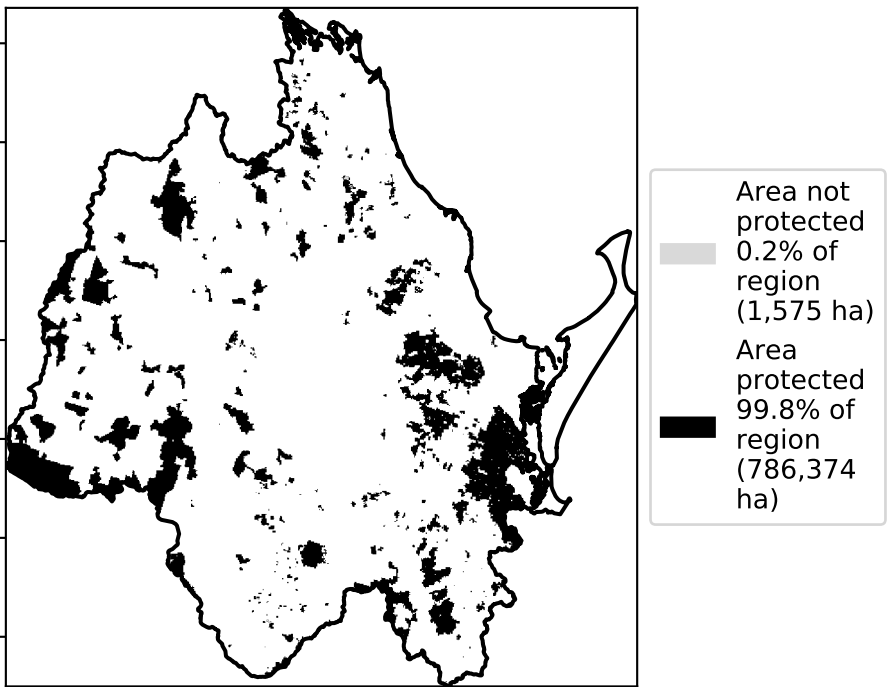 Area not
protected
0.2% of
region
(1,575 ha)
Area
protected
99.8% of
region
(786,374
ha)